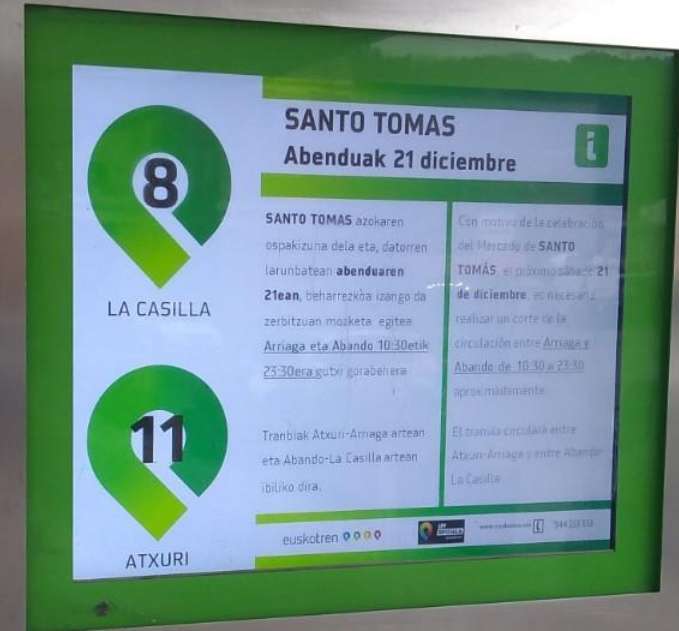 8
LA CASILLA
11
ATXURI
SANTO TOMAS
Abenduak 21 diciembre
i
SANTO TOMAS azokaren
ospakizuna dela eta, datorren
larunbatean abenduaren
21ean, beharrezkoa izango da
zerbitzuan mozketa egitea
Arriaga eta Abando 10:30etik
23:30era gutxi gorabehera
Tranbiak Atxuri-Arriaga artean
eta Abando-La Casilla artean
ibiliko dira.
Con motivo de la celebración
del Mercado de SANTO
TOMÁS, el próximo sábado 21
de diciembre, es necesario
realizar un corte de la
circulación entre Arriaga y
Abando de 10:30 a 23:30
aproximadamente.
El tranvía circulará entre
Atxuri-Arriaga y entre Abando-
La Casilla
euskotren